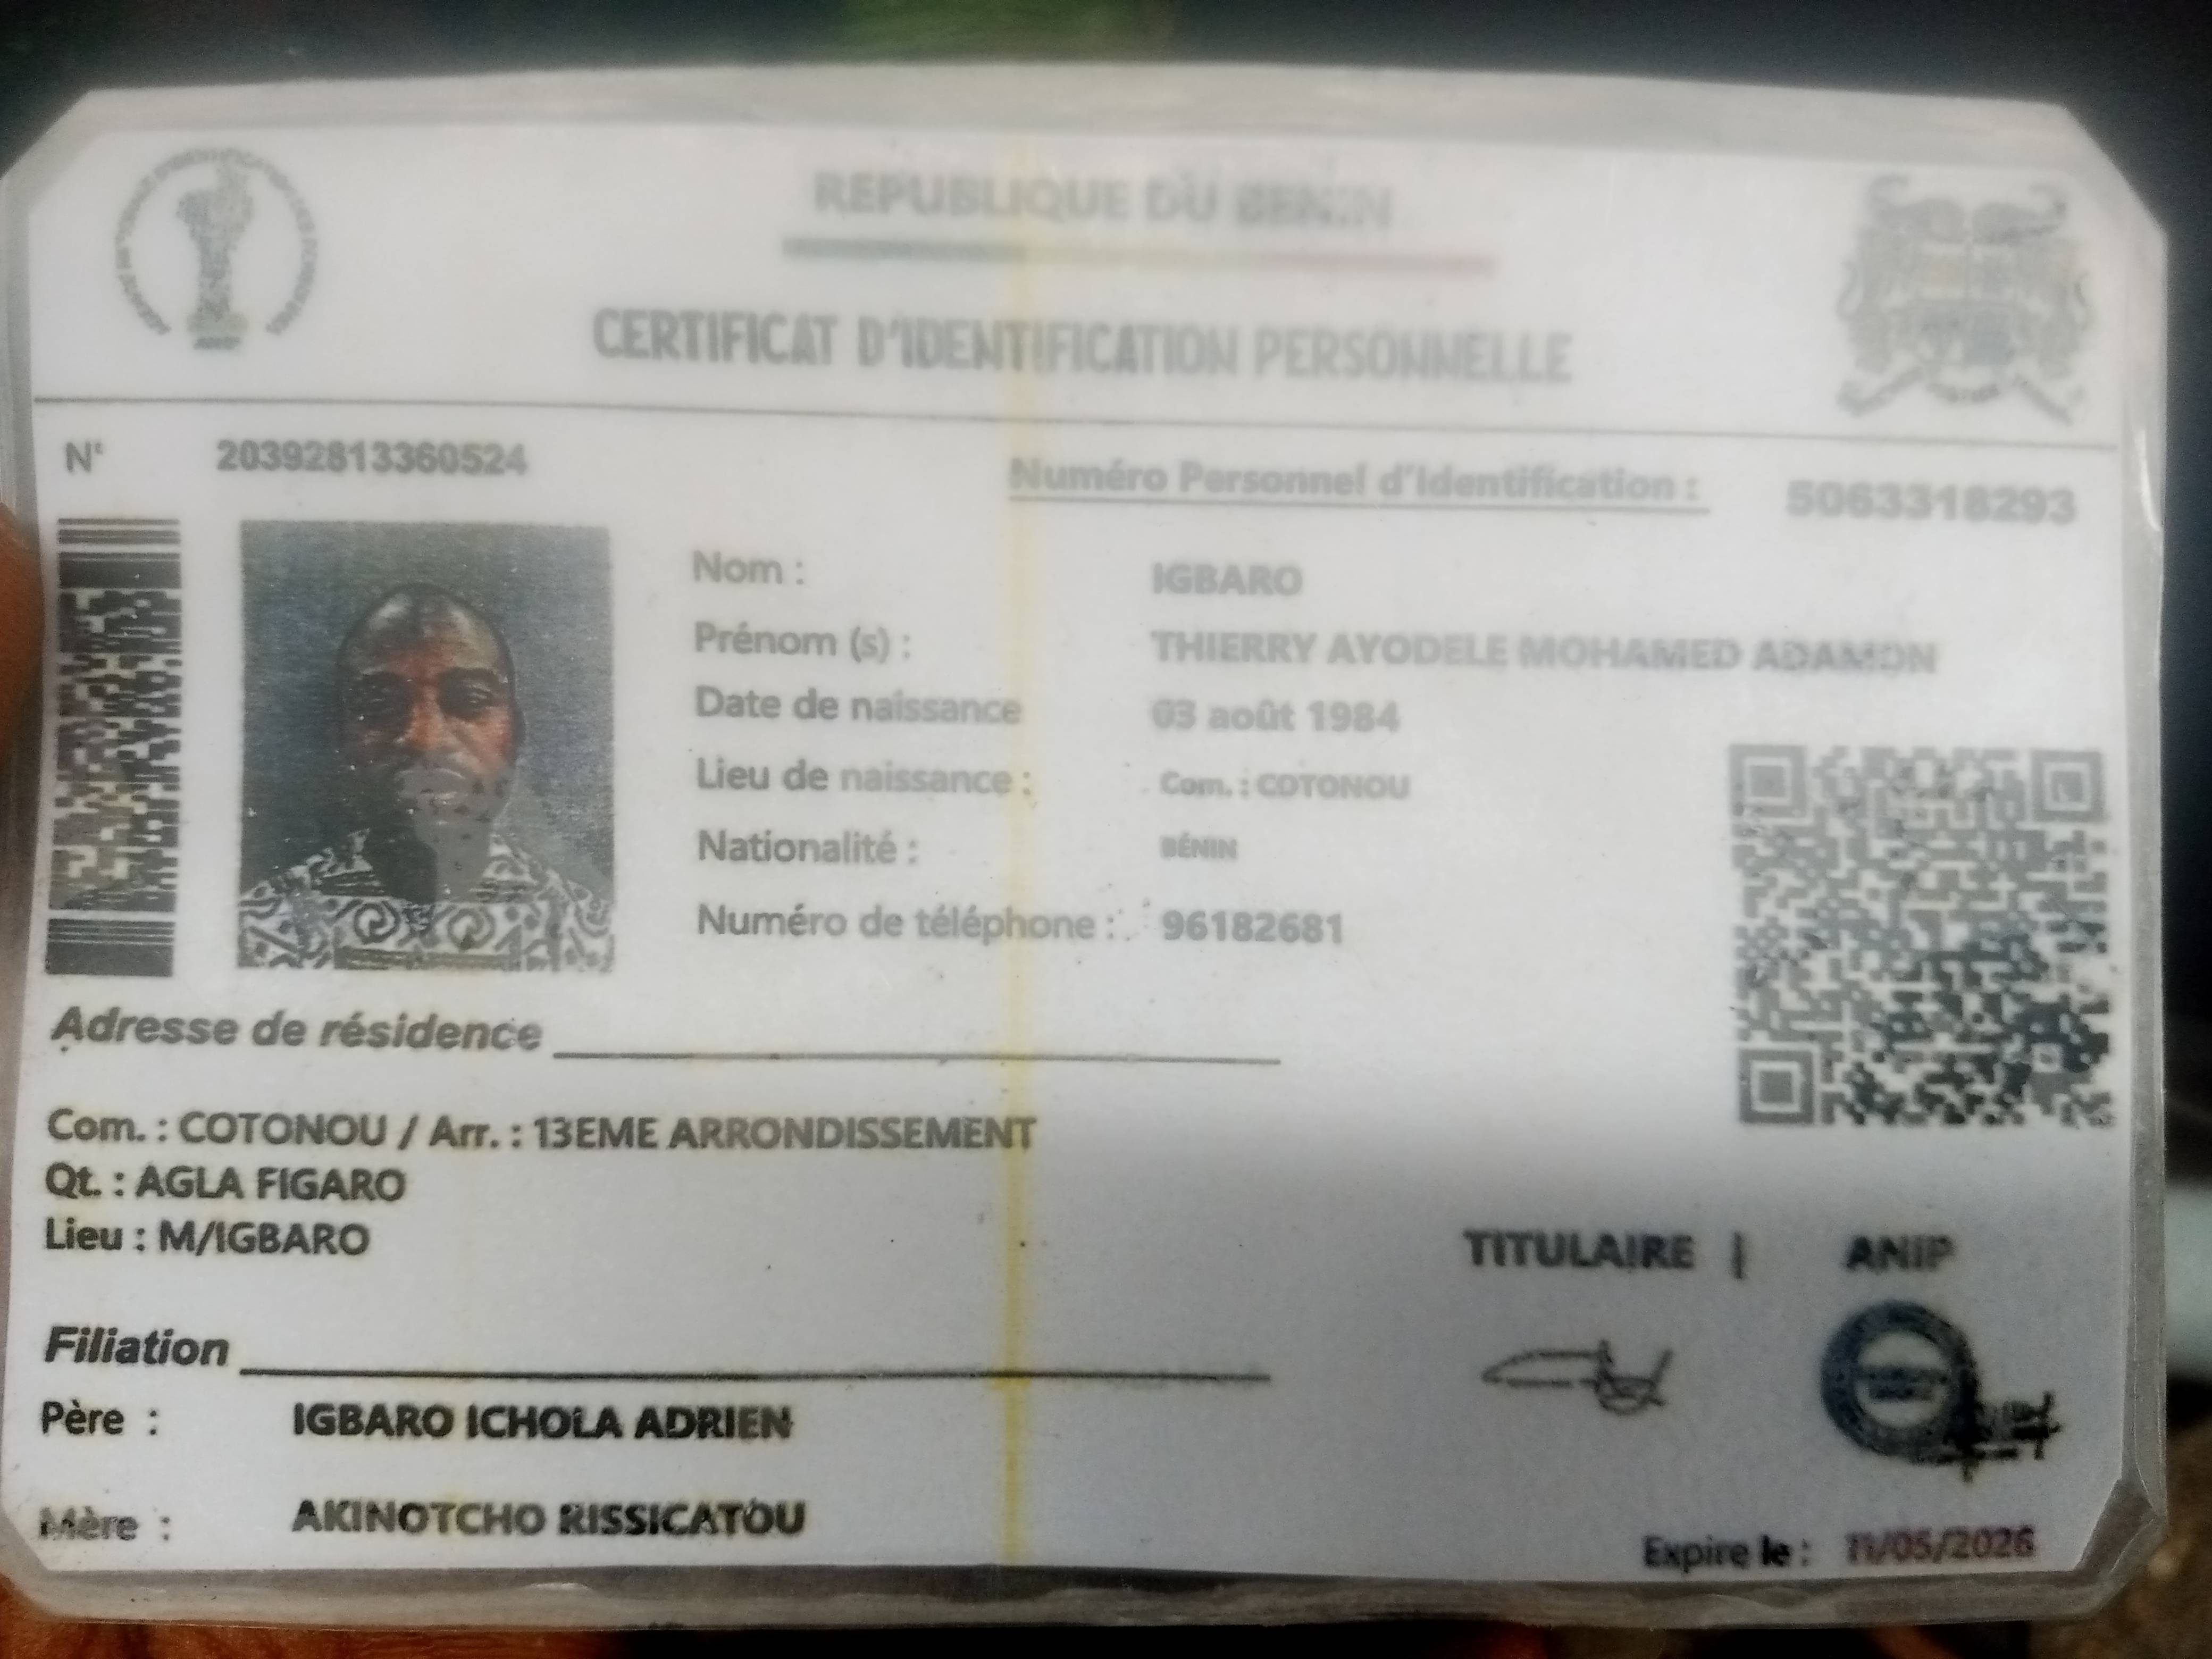 REPUBLIQUE DU BENIN
CERTIFICAT D'IDENTIFICATION PERSONNELLE
N° 20392813360524
Numéro Personnel d'Identification : 5063318293
Nom : IGBARO
Prénom (s) : THIERRY AYODELE MOHAMED ADAMON
Date de naissance 03 août 1984
Lieu de naissance : Com. : COTONOU
Nationalité : BÉNIN
Numéro de téléphone : 96182681
Adresse de résidence
Com. : COTONOU / Arr. : 13EME ARRONDISSEMENT
Qt. : AGLA FIGARO
Lieu : M/IGBARO
TITULAIRE | ANIP
Filiation
Père : IGBARO ICHOLA ADRIEN
Mère : AKINOTCHO RISSICATOU
Expire le : 11/05/2026